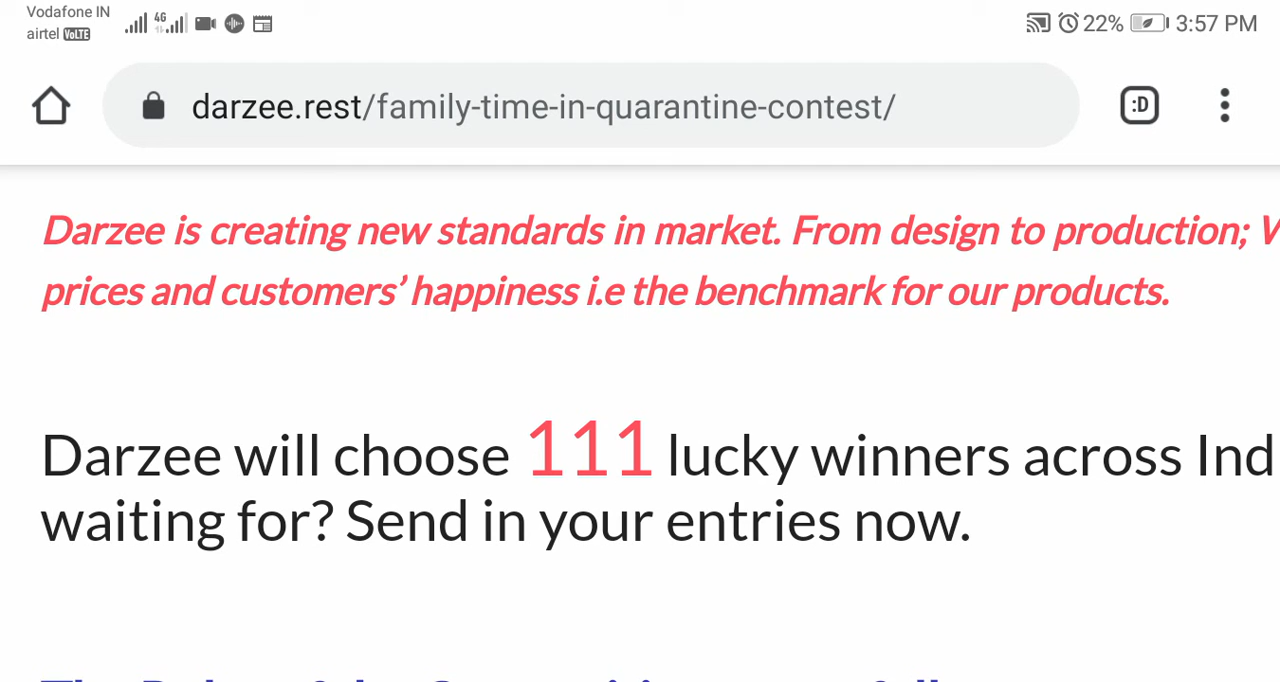 Vodafone IN
airtel VoLTE
4G
22% 3:57 PM
darzee.rest/family-time-in-quarantine-contest/
:D
Darzee is creating new standards in market. From design to production;
prices and customers' happiness i.e the benchmark for our products.
Darzee will choose 111 lucky winners across Ind
waiting for? Send in your entries now.